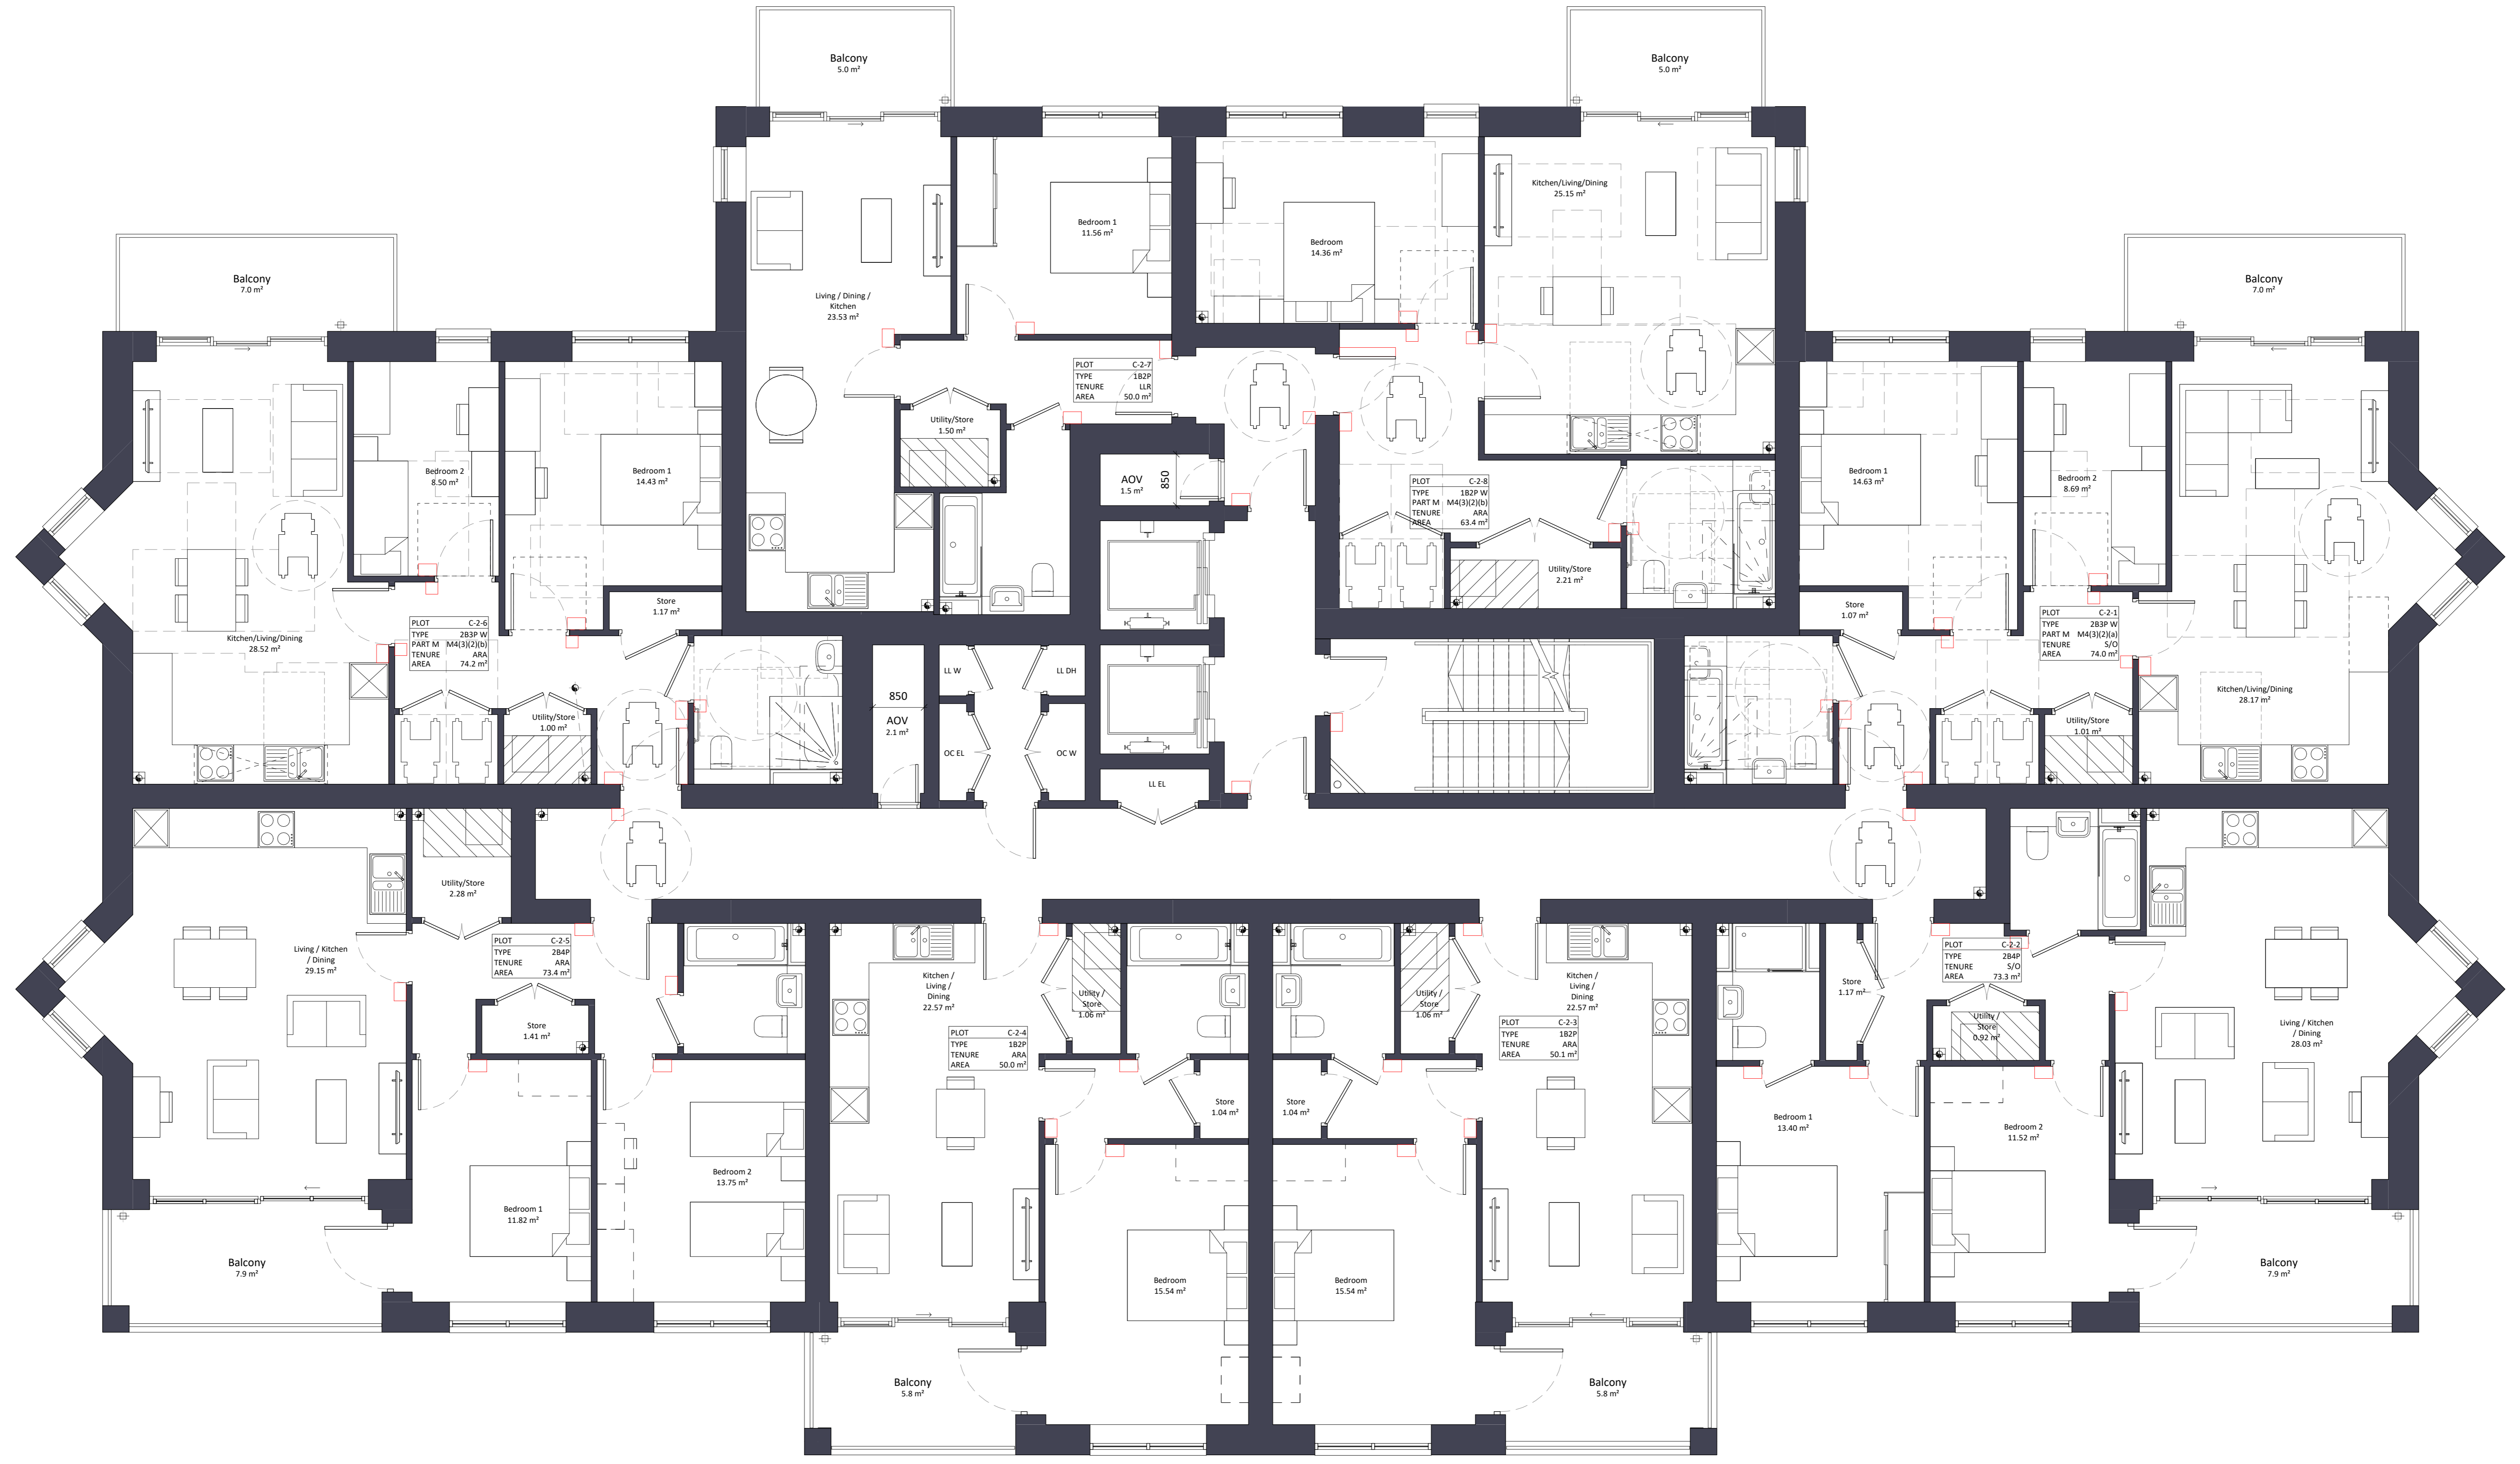 Balcony
5.0 m²
Balcony
5.0 m²
Balcony
7.0 m²
Living / Dining /
Kitchen
23.53 m²
Bedroom 1
11.56 m²
Bedroom
14.36 m²
Kitchen/Living/Dining
25.15 m²
Balcony
7.0 m²
PLOT C-2-7
TYPE 1B2P
TENURE LLR
AREA 50.0 m²
Utility/Store
1.50 m²
AOV
1.5 m²
850
PLOT C-2-8
TYPE 1B2P W
PART M M4(3)(2)(b)
TENURE ARA
AREA 63.4 m²
Utility/Store
2.21 m²
Bedroom 2
8.50 m²
Bedroom 1
14.43 m²
Store
1.17 m²
Kitchen/Living/Dining
28.52 m²
PLOT C-2-6
TYPE 2B3P W
PART M M4(3)(2)(b)
TENURE ARA
AREA 74.2 m²
Utility/Store
1.00 m²
850
AOV
2.1 m²
LL W
LL DH
OC EL
OC W
LL EL
Bedroom 1
14.63 m²
Bedroom 2
8.69 m²
Store
1.07 m²
PLOT C-2-1
TYPE 2B3P W
PART M M4(3)(2)(a)
TENURE S/O
AREA 74.0 m²
Kitchen/Living/Dining
28.17 m²
Utility/Store
1.01 m²
Utility/Store
2.28 m²
Living / Kitchen
/ Dining
29.15 m²
PLOT C-2-5
TYPE 2B4P
TENURE ARA
AREA 73.4 m²
Store
1.41 m²
Bedroom 1
11.82 m²
Bedroom 2
13.75 m²
Balcony
7.9 m²
Kitchen /
Living /
Dining
22.57 m²
PLOT C-2-4
TYPE 1B2P
TENURE ARA
AREA 50.0 m²
Utility /
Store
1.06 m²
Store
1.04 m²
Bedroom
15.54 m²
Balcony
5.8 m²
Utility /
Store
1.06 m²
Store
1.04 m²
Kitchen /
Living /
Dining
22.57 m²
PLOT C-2-3
TYPE 1B2P
TENURE ARA
AREA 50.1 m²
Bedroom
15.54 m²
Balcony
5.8 m²
Store
1.17 m²
PLOT C-2-2
TYPE 2B4P
TENURE S/O
AREA 73.3 m²
Utility /
Store
0.92 m²
Living / Kitchen
/ Dining
28.03 m²
Bedroom 1
13.40 m²
Bedroom 2
11.52 m²
Balcony
7.9 m²